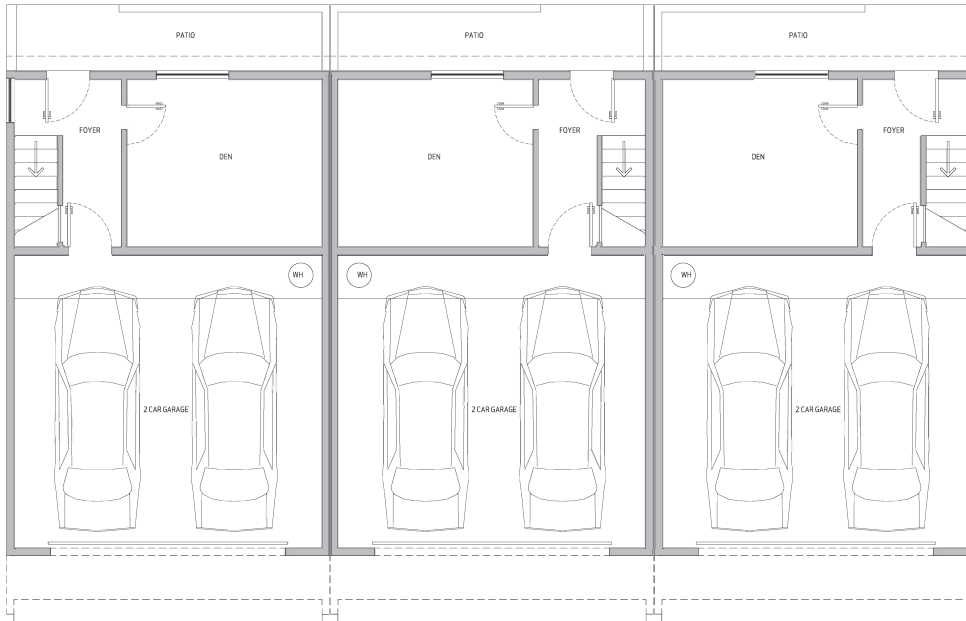 PATIO
PATIO
PATIO
FOYER
FOYER
FOYER
DEN
DEN
DEN
WH
WH
WH
2 CAR GARAGE
2 CAR GARAGE
2 CAR GARAGE